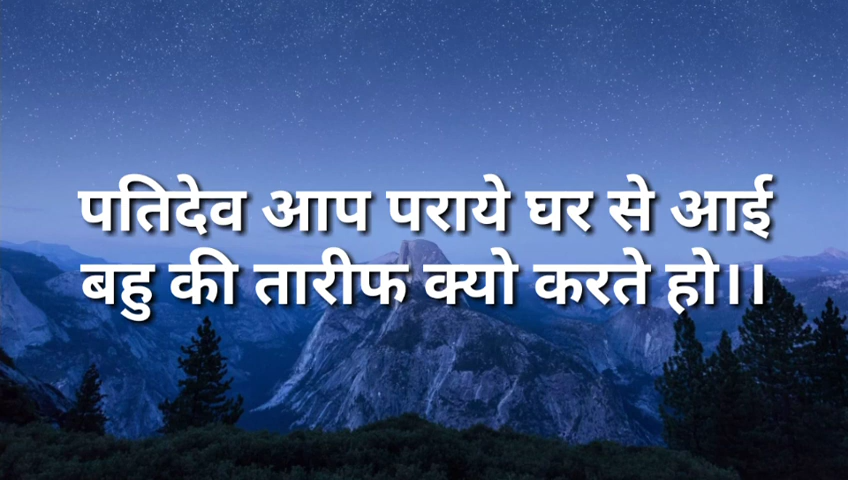 पतिदेव आप पराये घर से आई
बहु की तारीफ क्यो करते हो।।